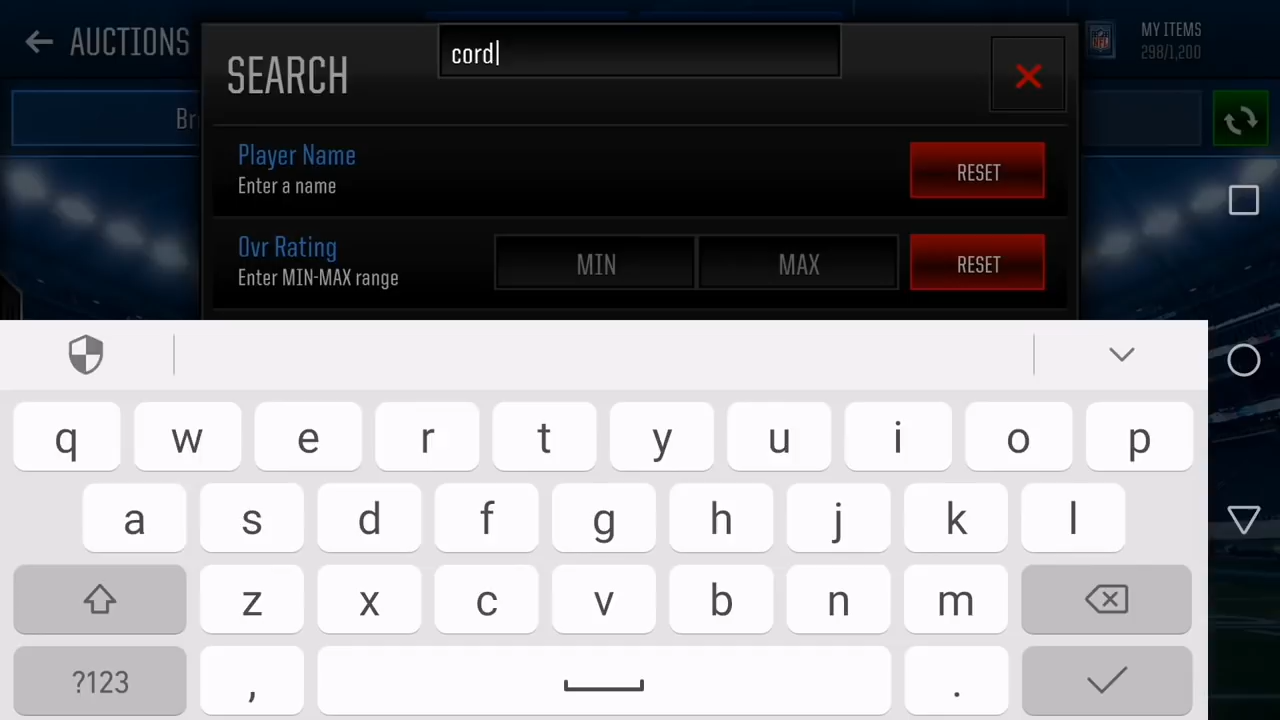 AUCTIONS
SEARCH
cord
MY ITEMS
298/1,200
Br
Player Name
Enter a name
RESET
Ovr Rating
Enter MIN-MAX range
MIN
MAX
RESET
q w e r t y u i o p
a s d f g h j k l
z x c v b n m
?123 , .